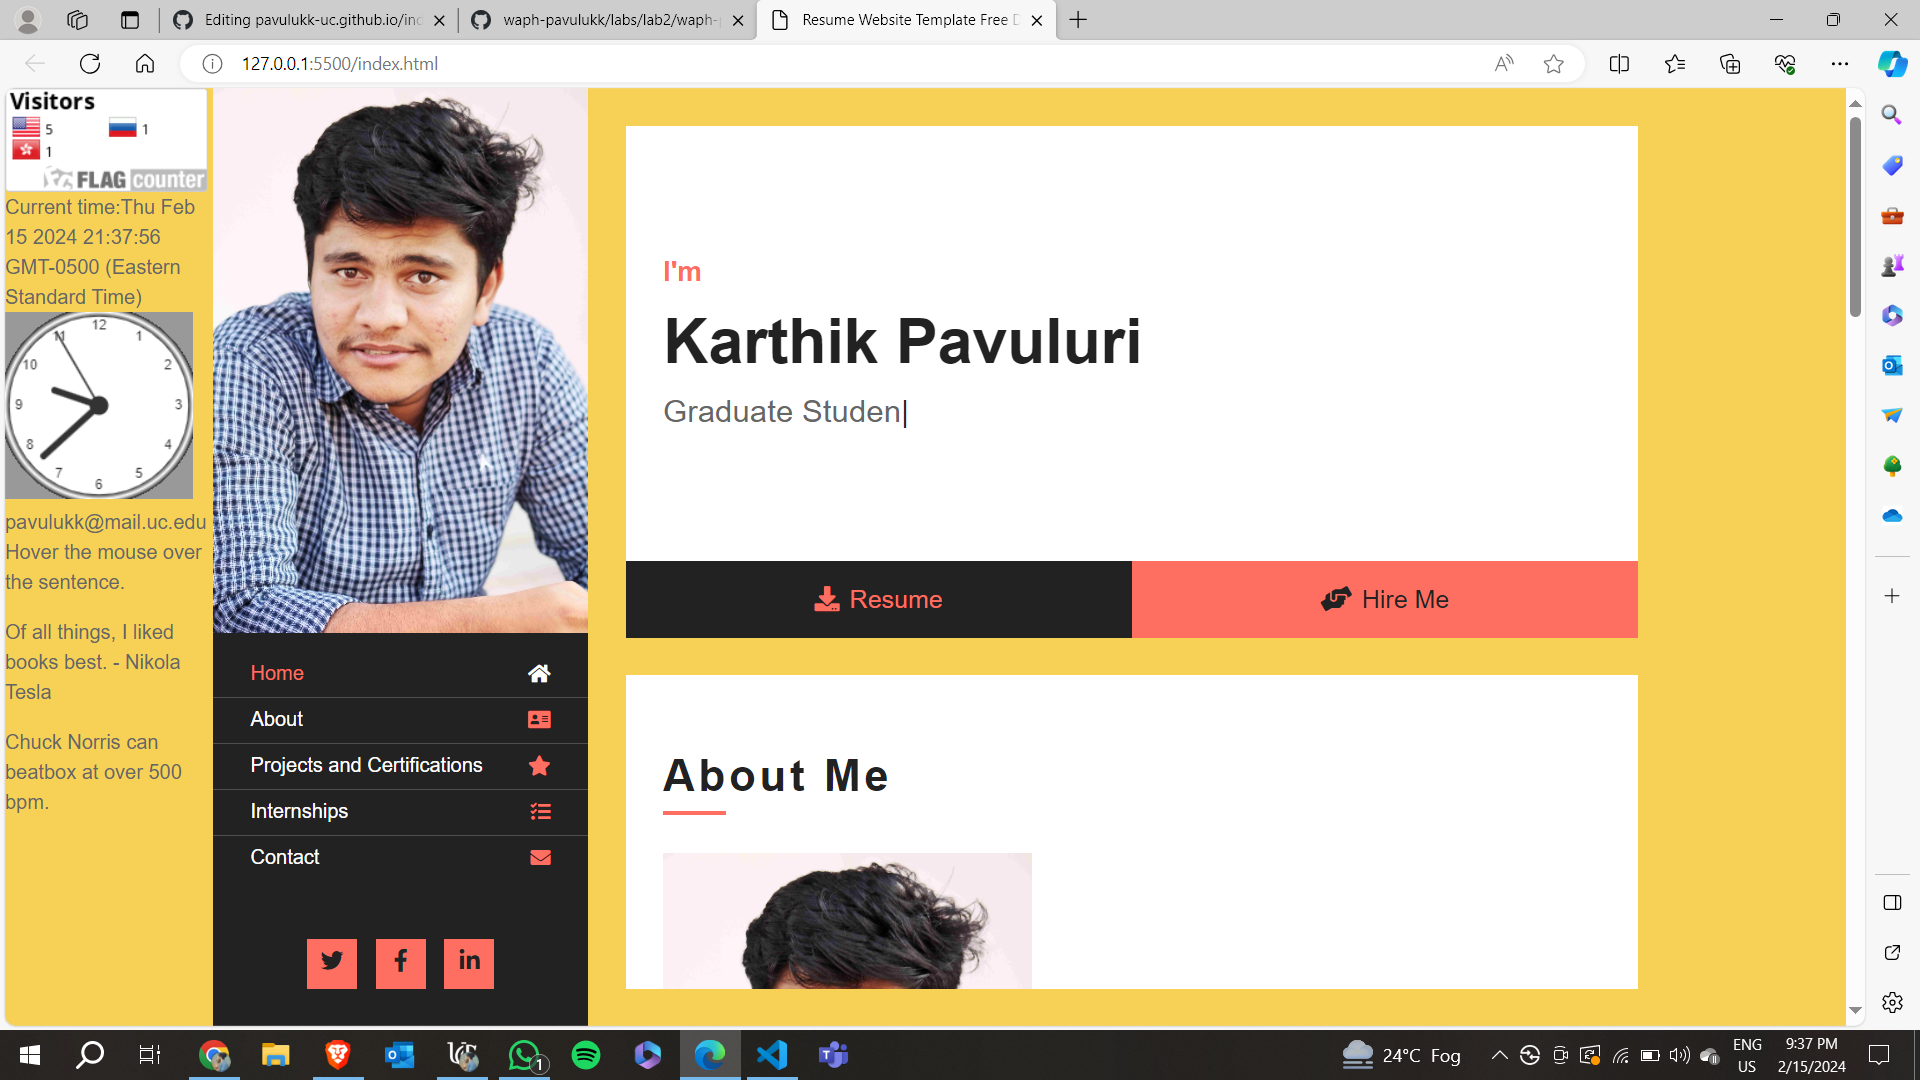 Editing pavulukk-uc.github.io/ind
waph-pavulukk/labs/lab2/waph-p
Resume Website Template Free D
127.0.0.1:5500/index.html
Visitors
5 1
1
FLAG counter
Current time:Thu Feb
15 2024 21:37:56
GMT-0500 (Eastern
Standard Time)
12
11 1
10 2
9 3
8 4
7 5
6
pavulukk@mail.uc.edu
Hover the mouse over
the sentence.
Of all things, I liked
books best. - Nikola
Tesla
Chuck Norris can
beatbox at over 500
bpm.
Home
About
Projects and Certifications
Internships
Contact
I'm
Karthik Pavuluri
Graduate Studen|
Resume
Hire Me
About Me
1
24°C Fog
ENG
US
9:37 PM
2/15/2024